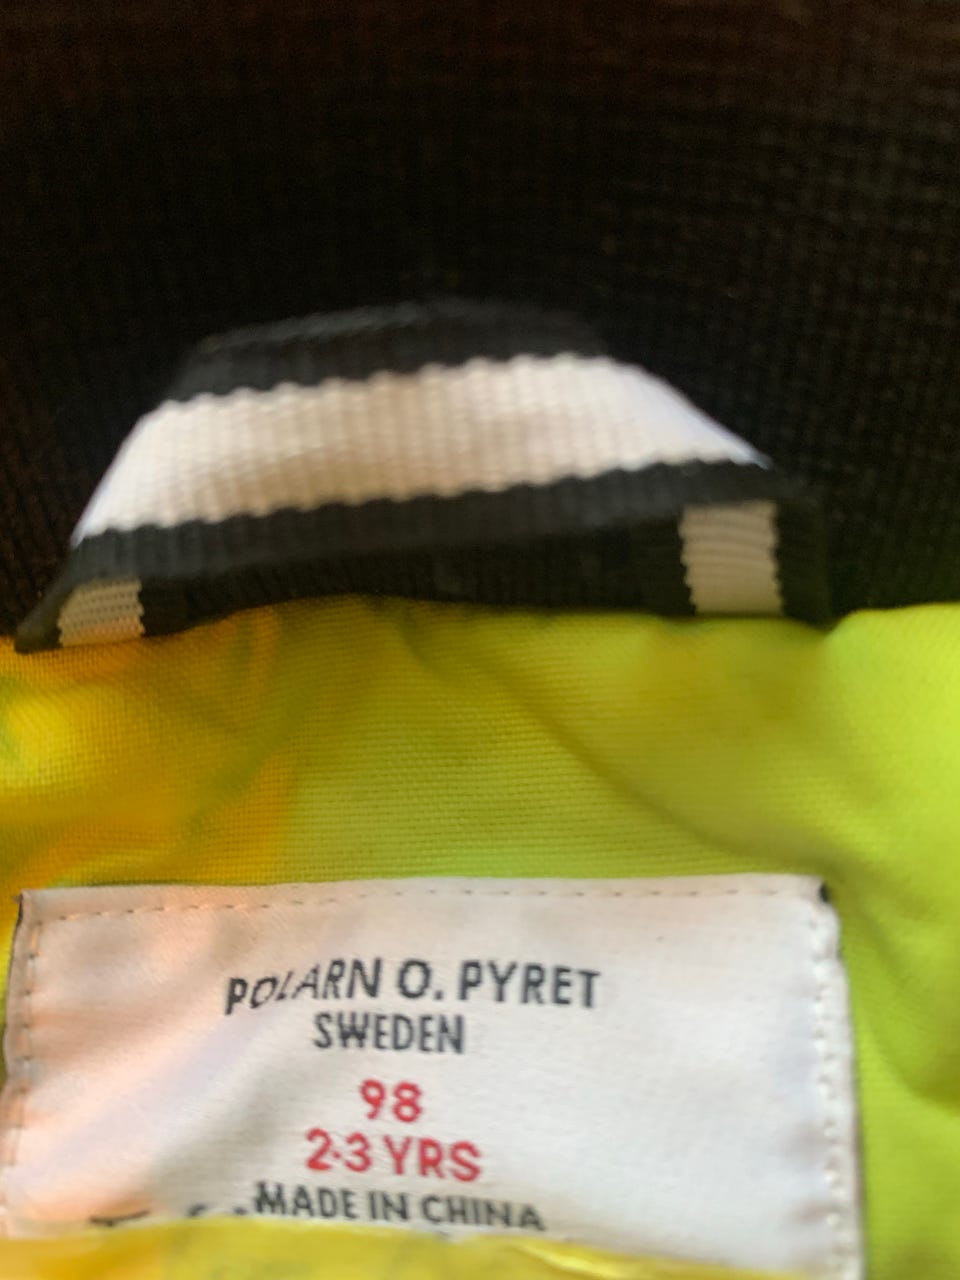 POLARN O. PYRET
SWEDEN
98
2-3 YRS
MADE IN CHINA